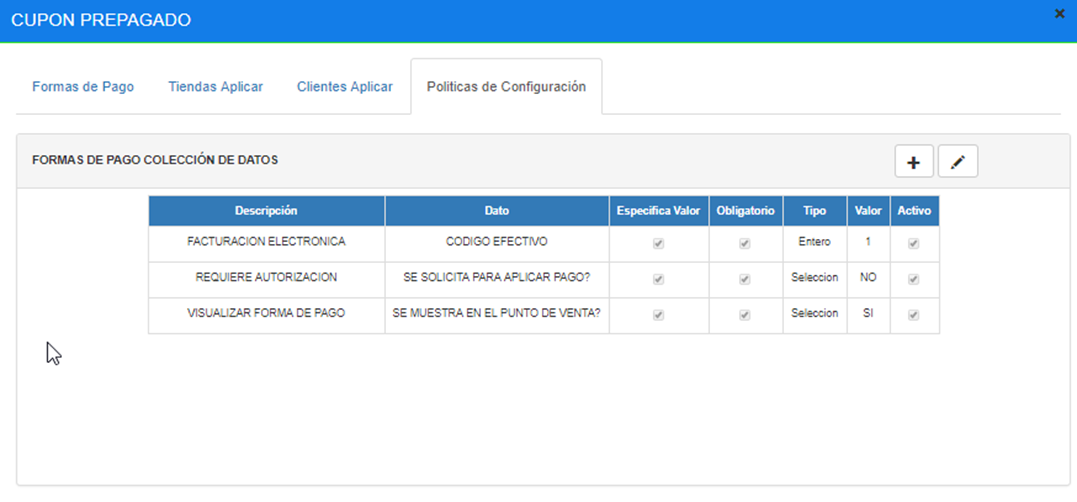 CUPON PREPAGADO
Formas de Pago Tiendas Aplicar Clientes Aplicar Politicas de Configuración
FORMAS DE PAGO COLECCIÓN DE DATOS
Descripción Dato Especifica Valor Obligatorio Tipo Valor Activo
FACTURACION ELECTRONICA CODIGO EFECTIVO Entero 1
REQUIERE AUTORIZACION SE SOLICITA PARA APLICAR PAGO? Seleccion NO
VISUALIZAR FORMA DE PAGO SE MUESTRA EN EL PUNTO DE VENTA? Seleccion SI